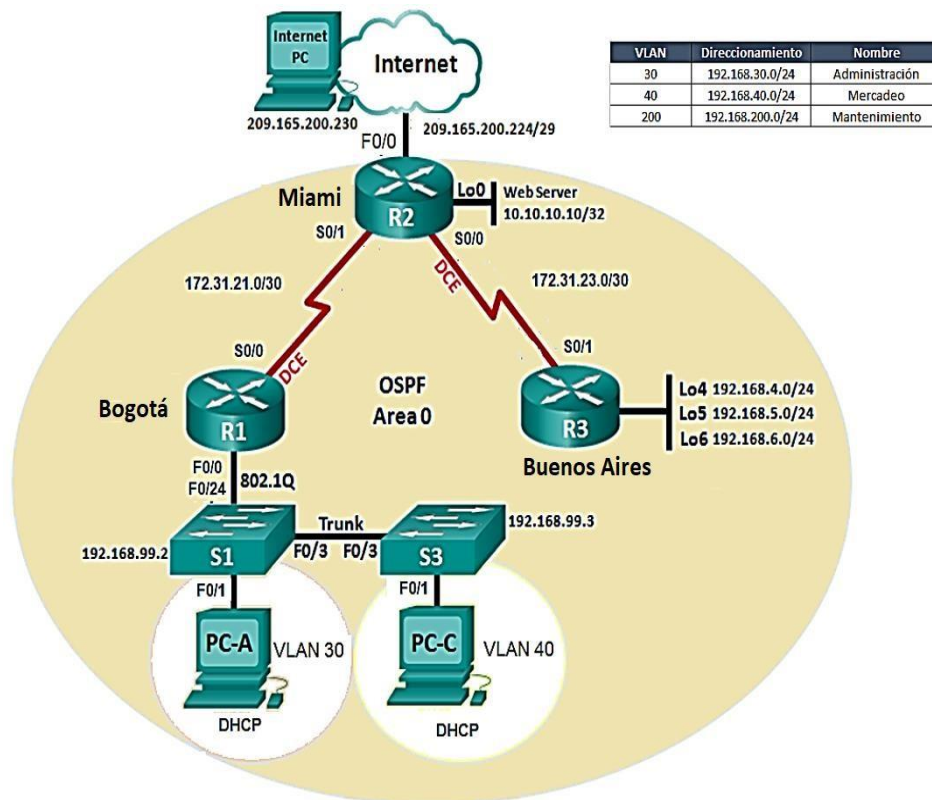 Internet
PC
Internet
209.165.200.230
209.165.200.224/29
F0/0
VLAN Direccionamiento Nombre
30 192.168.30.0/24 Administración
40 192.168.40.0/24 Mercadeo
200 192.168.200.0/24 Mantenimiento
Miami
R2
Lo0
Web Server
10.10.10.10/32
S0/1
S0/0
DCE
172.31.21.0/30
172.31.23.0/30
S0/0
DCE
S0/1
Bogotá
R1
OSPF
Area 0
R3
Buenos Aires
Lo4 192.168.4.0/24
Lo5 192.168.5.0/24
Lo6 192.168.6.0/24
F0/0
F0/24
802.1Q
192.168.99.2
S1
Trunk
F0/3 F0/3
S3
192.168.99.3
F0/1
F0/1
PC-A
VLAN 30
DHCP
PC-C
VLAN 40
DHCP